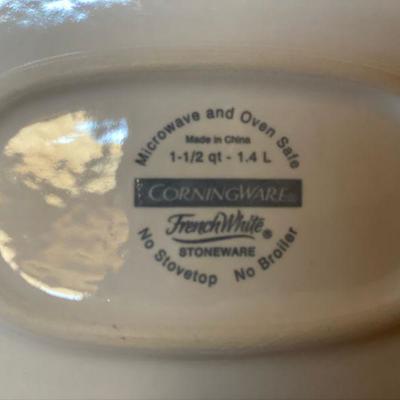 Microwave and Oven Safe
Made in China
1-1/2 qt - 1.4 L
CORNINGWARE®
FrenchWhite®
STONEWARE
No Stovetop No Broiler